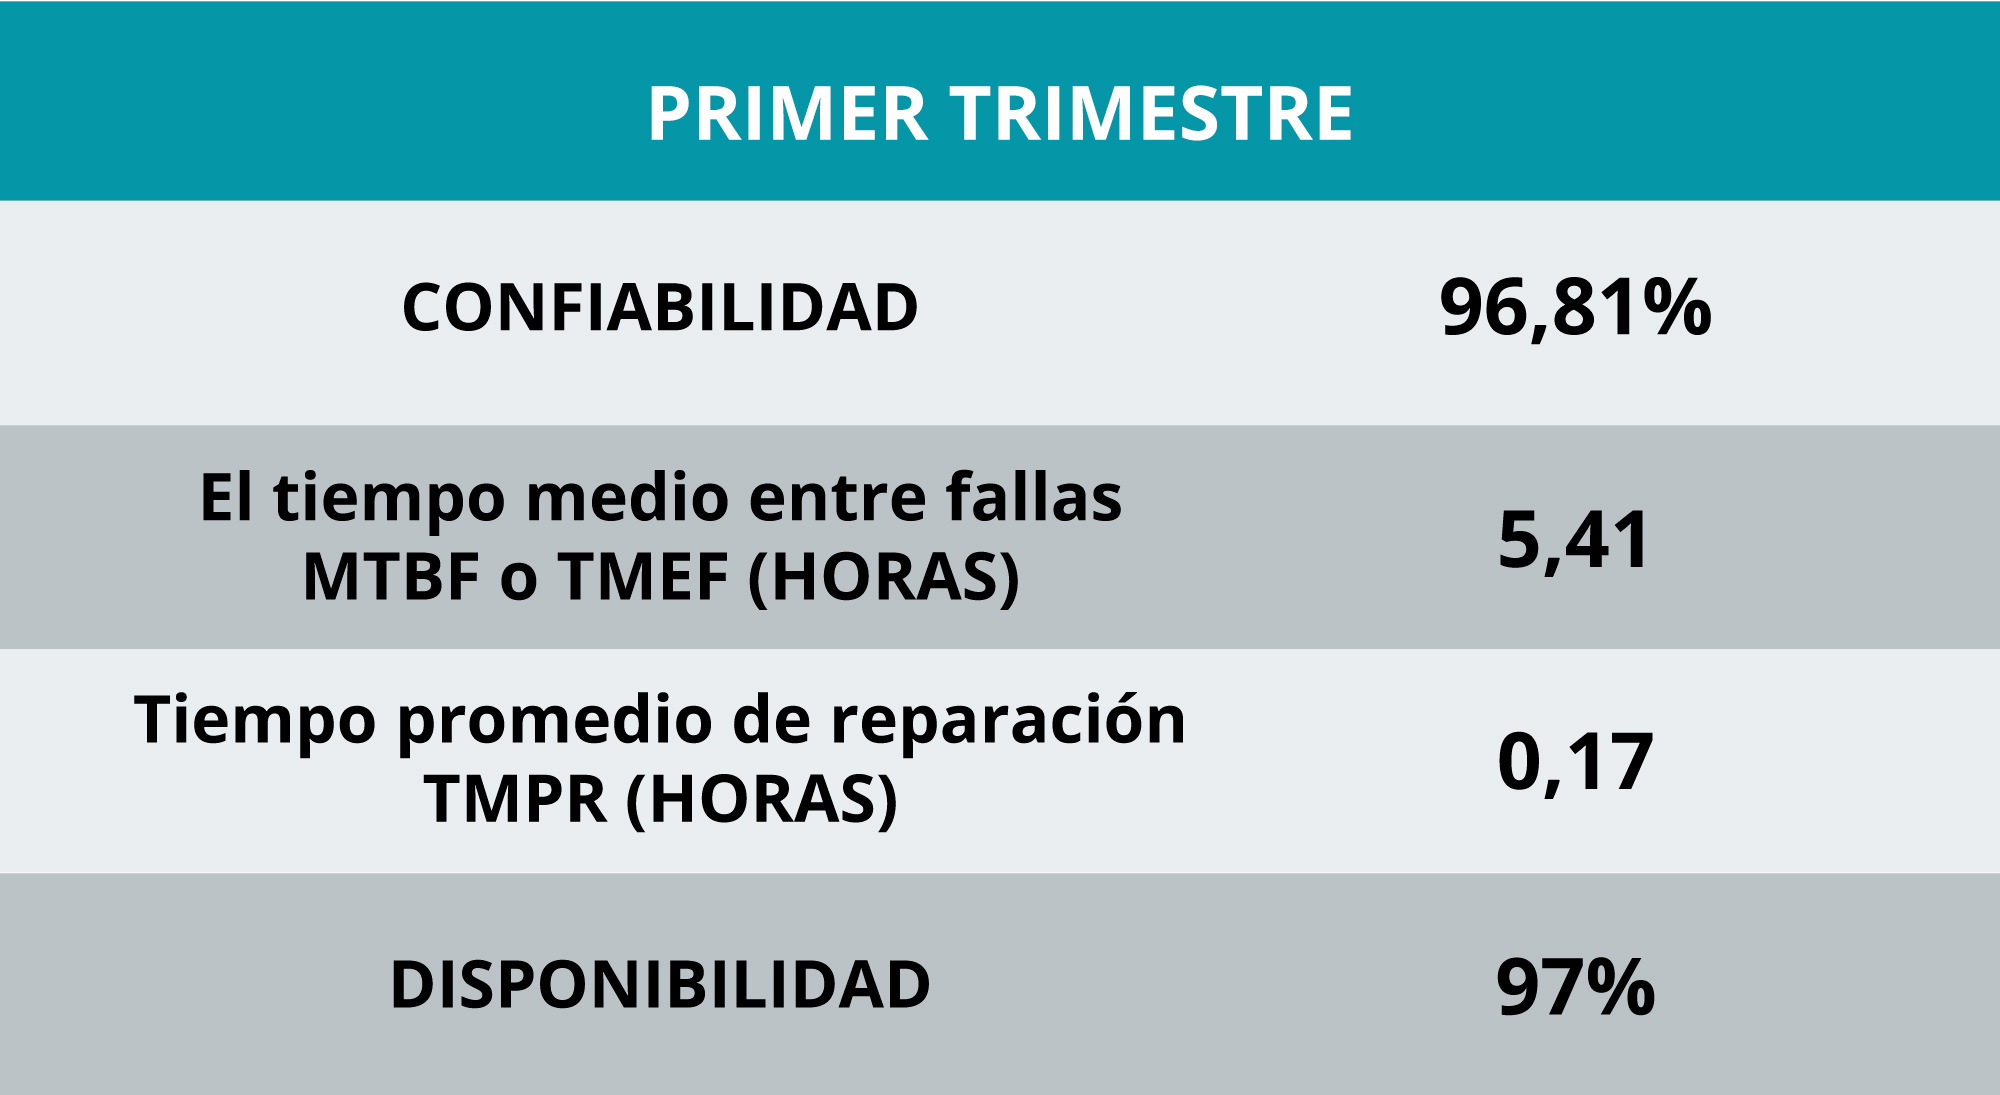 PRIMER TRIMESTRE
CONFIABILIDAD 96,81%
El tiempo medio entre fallas
MTBF o TMEF (HORAS) 5,41
Tiempo promedio de reparación
TMPR (HORAS) 0,17
DISPONIBILIDAD 97%